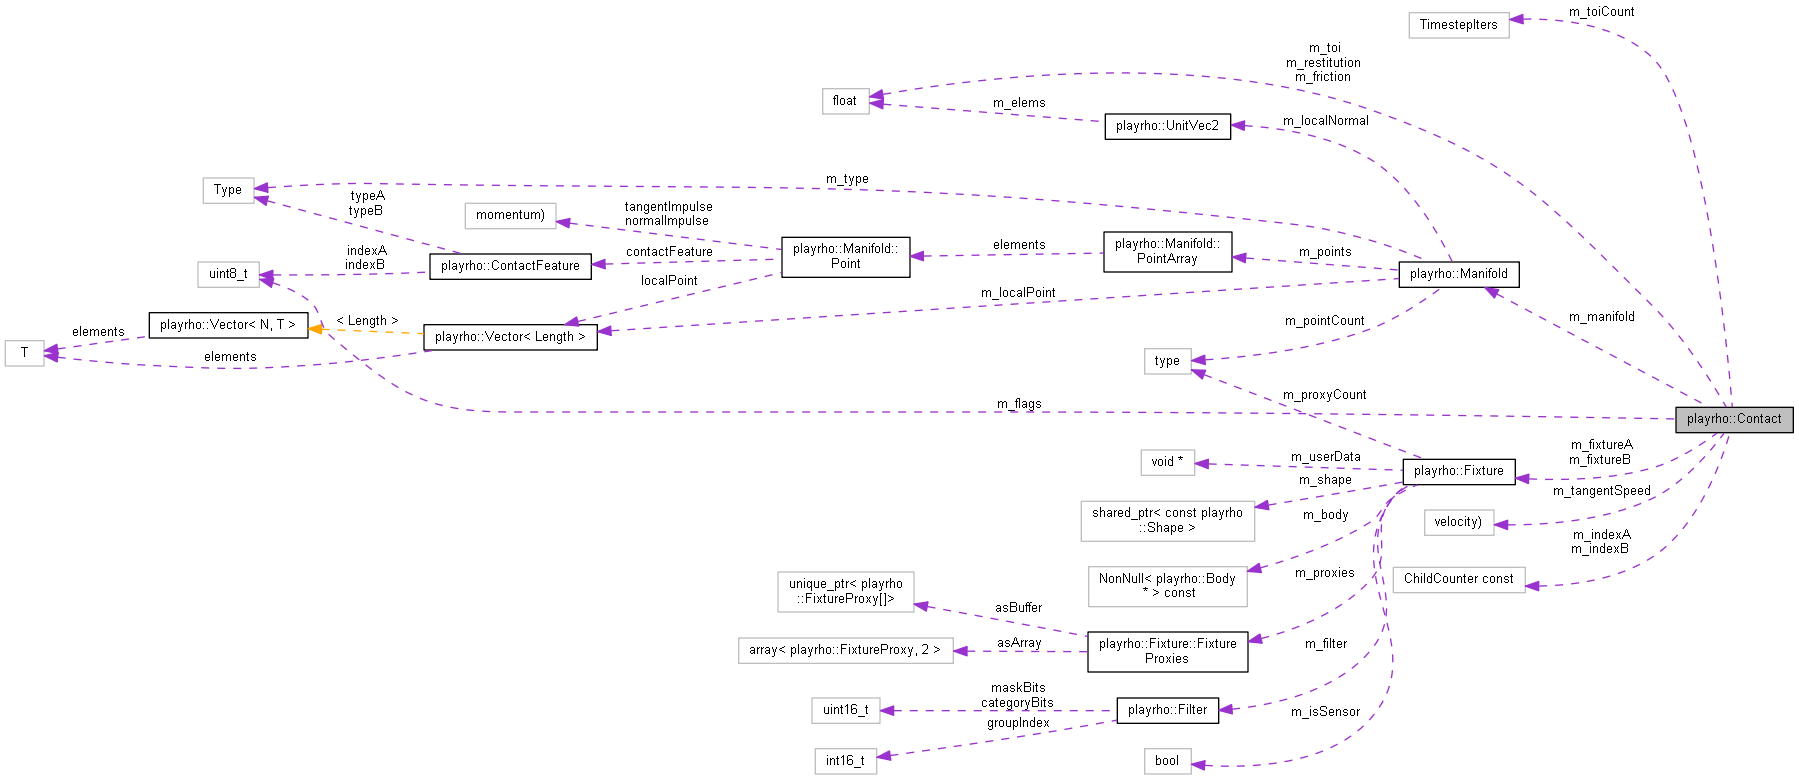 m_toiCount
TimestepIters
m_toi
m_restitution
m_friction
float
m_elems
playrho::UnitVec2
m_localNormal
Type
m_type
typeA
typeB
momentum)
tangentImpulse
normalImpulse
playrho::Manifold::
Point
elements
playrho::Manifold::
PointArray
m_points
playrho::Manifold
contactFeature
indexA
indexB
playrho::ContactFeature
uint8_t
localPoint
m_localPoint
m_manifold
playrho::Vector< N, T >
< Length >
playrho::Vector< Length >
elements
T
elements
m_pointCount
type
m_proxyCount
m_flags
playrho::Contact
m_fixtureA
m_fixtureB
void *
m_userData
playrho::Fixture
m_shape
m_tangentSpeed
shared_ptr< const playrho
::Shape >
m_body
velocity)
m_indexA
m_indexB
NonNull< playrho::Body
* > const
ChildCounter const
m_proxies
unique_ptr< playrho
::FixtureProxy[]>
asBuffer
array< playrho::FixtureProxy, 2 >
asArray
playrho::Fixture::Fixture
Proxies
m_filter
maskBits
categoryBits
uint16_t
playrho::Filter
groupIndex
m_isSensor
int16_t
bool